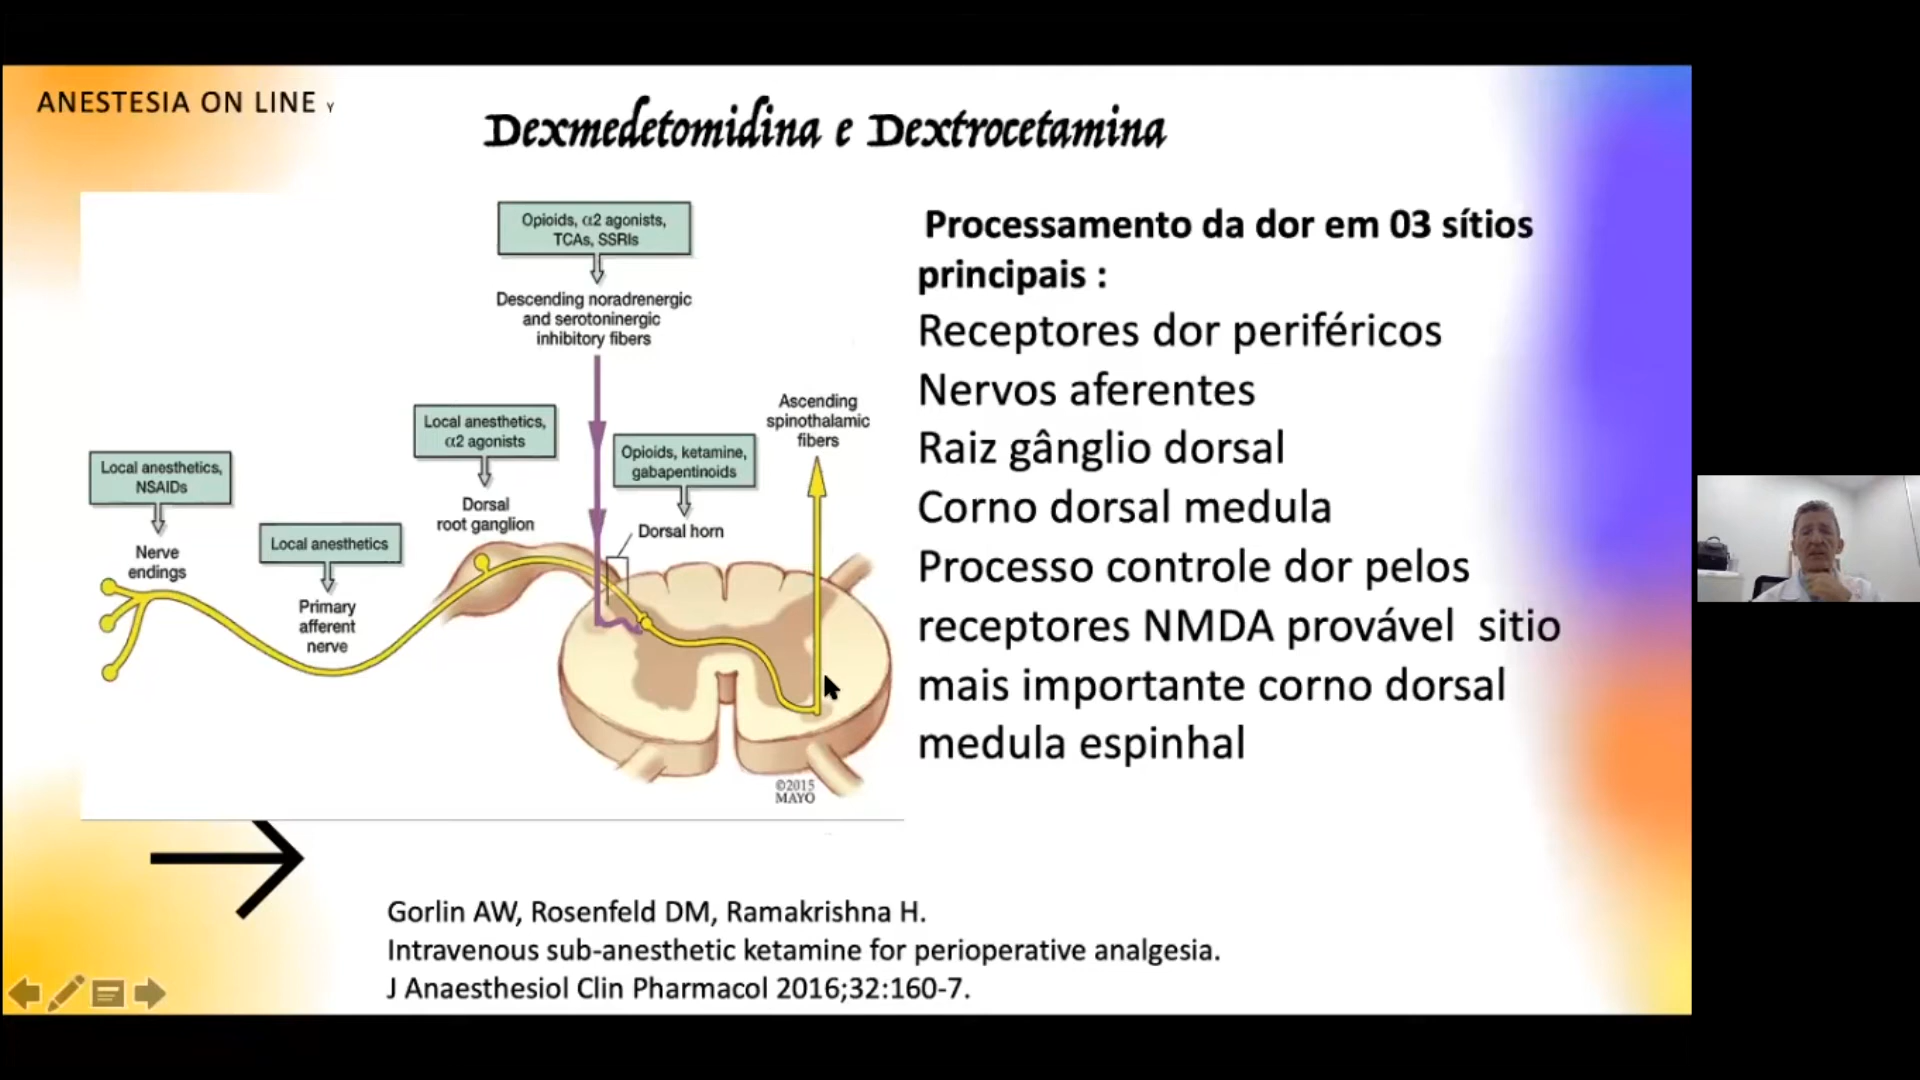 ANESTESIA ON LINE Y
Dexmedetomidina e Dextrocetamina
Opioids, α2 agonists,
TCAs, SSRIs
Descending noradrenergic
and serotoninergic
inhibitory fibers
Local anesthetics,
α2 agonists
Dorsal
root ganglion
Opioids, ketamine,
gabapentinoids
Dorsal horn
Ascending
spinothalamic
fibers
Local anesthetics,
NSAIDs
Nerve
endings
Local anesthetics
Primary
afferent
nerve
©2015
MAYO
Processamento da dor em 03 sítios
principais :
Receptores dor periféricos
Nervos aferentes
Raiz gânglio dorsal
Corno dorsal medula
Processo controle dor pelos
receptores NMDA provável sitio
mais importante corno dorsal
medula espinhal
Gorlin AW, Rosenfeld DM, Ramakrishna H.
Intravenous sub-anesthetic ketamine for perioperative analgesia.
J Anaesthesiol Clin Pharmacol 2016;32:160-7.